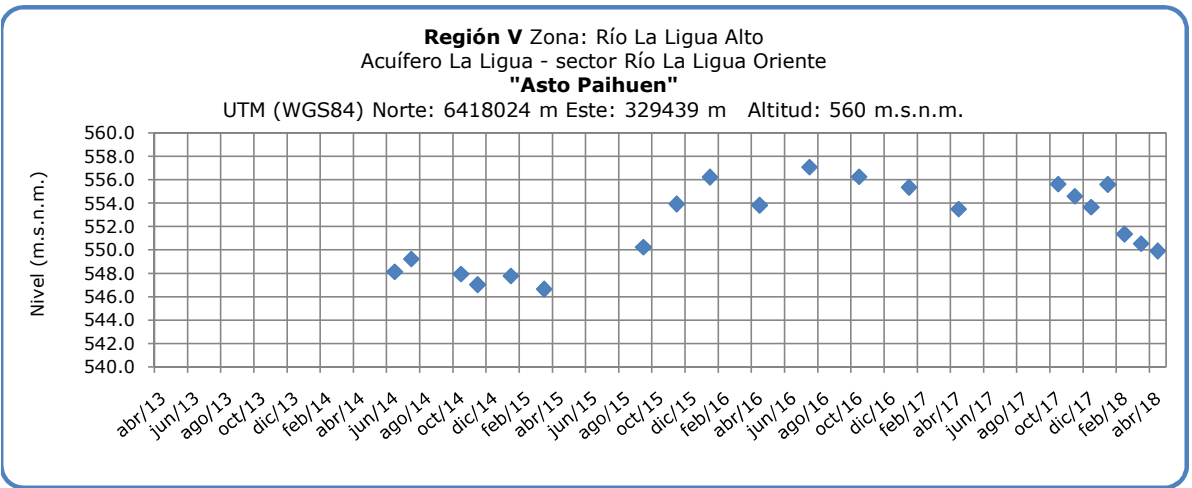 Región V Zona: Río La Ligua Alto
Acuífero La Ligua - sector Río La Ligua Oriente
"Asto Paihuen"
UTM (WGS84) Norte: 6418024 m Este: 329439 m Altitud: 560 m.s.n.m.
Nivel (m.s.n.m.)
560.0
558.0
556.0
554.0
552.0
550.0
548.0
546.0
544.0
542.0
540.0
abr/13
jun/13
ago/13
oct/13
dic/13
feb/14
abr/14
jun/14
ago/14
oct/14
dic/14
feb/15
abr/15
jun/15
ago/15
oct/15
dic/15
feb/16
abr/16
jun/16
ago/16
oct/16
dic/16
feb/17
abr/17
jun/17
ago/17
oct/17
dic/17
feb/18
abr/18